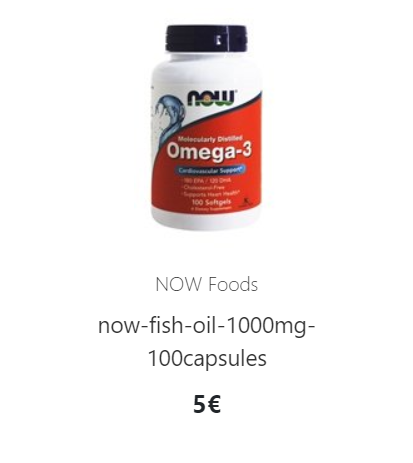 now
Molecularly Distilled
Omega-3
Cardiovascular Support*
• 180 EPA / 120 DHA
• Cholesterol-Free
• Supports Heart Health*
100 Softgels
NOW Foods
now-fish-oil-1000mg-
100capsules
5€